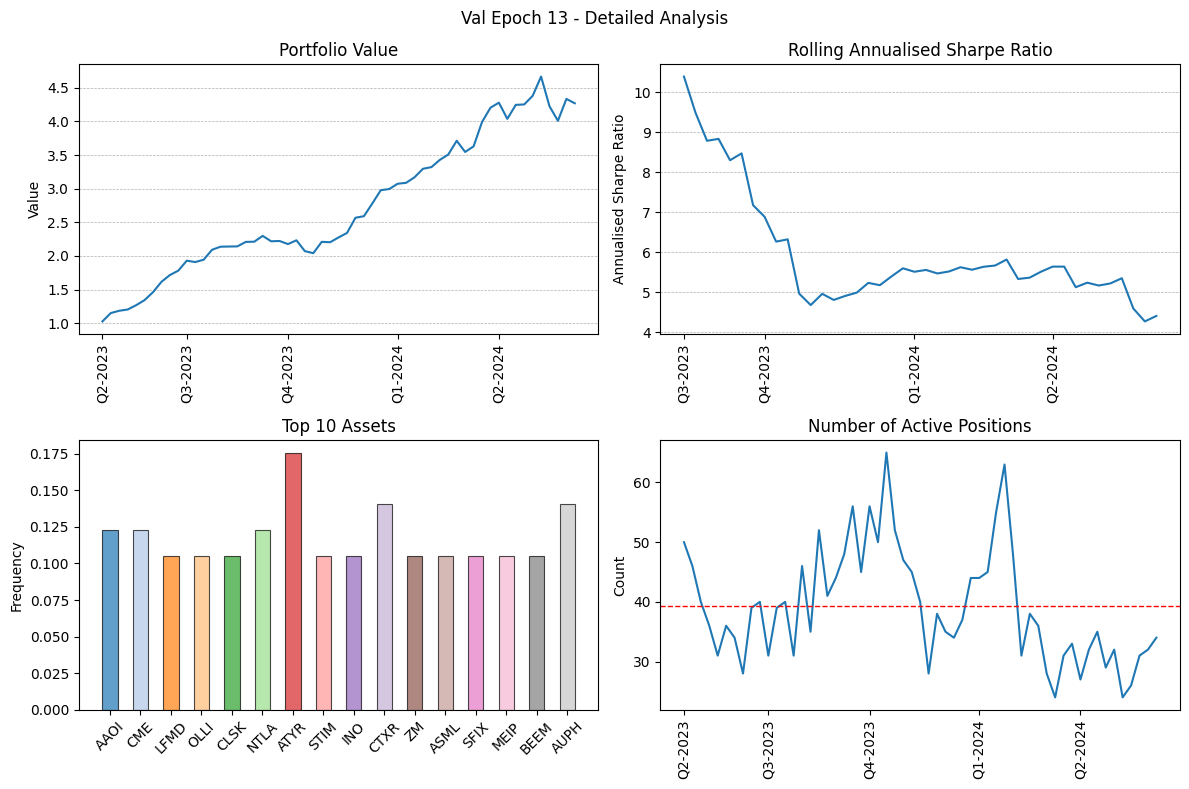 Val Epoch 13 - Detailed Analysis
Portfolio Value
Value
4.5
4.0
3.5
3.0
2.5
2.0
1.5
1.0
Q2-2023
Q3-2023
Q4-2023
Q1-2024
Q2-2024
Rolling Annualised Sharpe Ratio
Annualised Sharpe Ratio
10
9
8
7
6
5
4
Q3-2023
Q4-2023
Q1-2024
Q2-2024
Top 10 Assets
Frequency
0.175
0.150
0.125
0.100
0.075
0.050
0.025
0.000
AAOI
CME
LFMD
OLLI
CLSK
NTLA
ATYR
STIM
INO
CTXR
ZM
ASML
SFIX
MEIP
BEEM
AUPH
Number of Active Positions
Count
60
50
40
30
Q2-2023
Q3-2023
Q4-2023
Q1-2024
Q2-2024